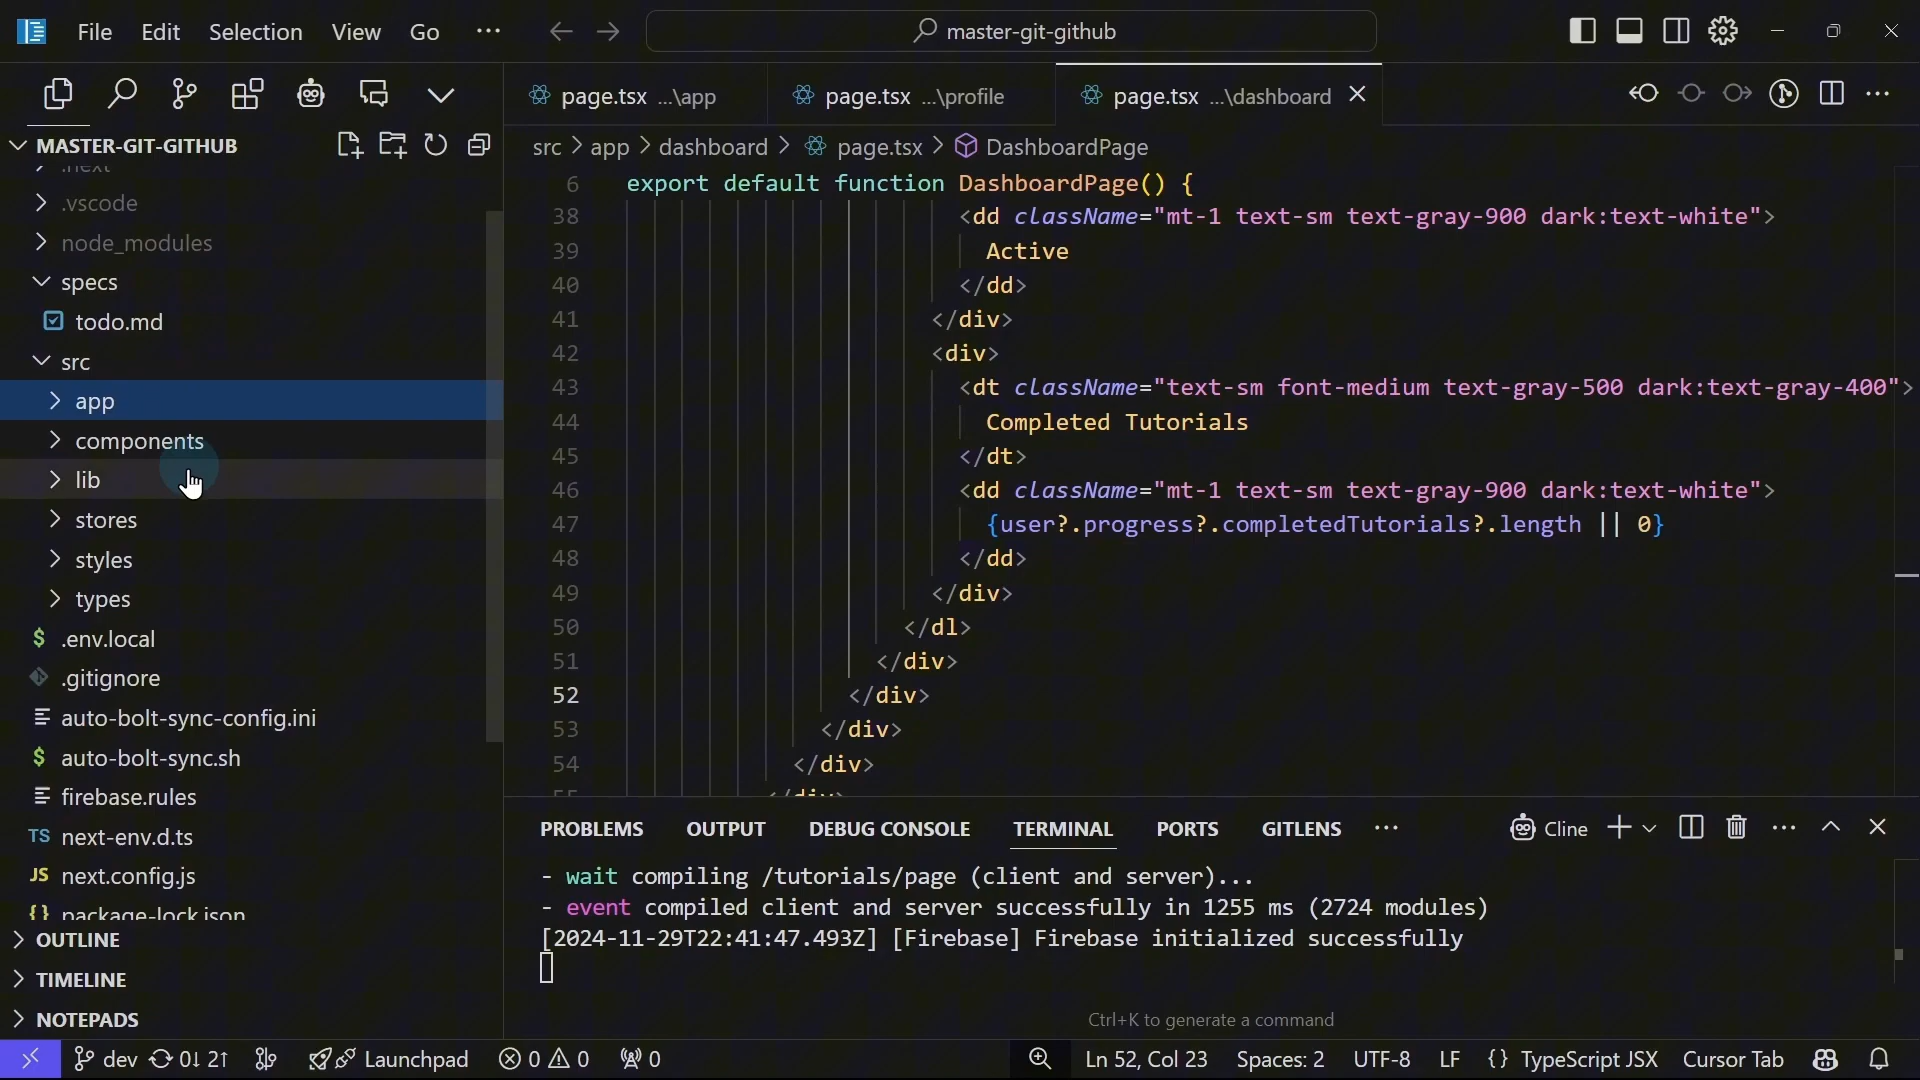 File Edit Selection View Go ··· master-git-github
page.tsx ...\app page.tsx ...\profile page.tsx ...\dashboard
MASTER-GIT-GITHUB
.next
.vscode
node_modules
specs
todo.md
src
app
components
lib
stores
styles
types
.env.local
.gitignore
auto-bolt-sync-config.ini
auto-bolt-sync.sh
firebase.rules
TS next-env.d.ts
JS next.config.js
{} package-lock.json
OUTLINE
TIMELINE
NOTEPADS
src > app > dashboard > page.tsx > DashboardPage
6 export default function DashboardPage() {
38 <dd className="mt-1 text-sm text-gray-900 dark:text-white">
39 Active
40 </dd>
41 </div>
42 <div>
43 <dt className="text-sm font-medium text-gray-500 dark:text-gray-400">
44 Completed Tutorials
45 </dt>
46 <dd className="mt-1 text-sm text-gray-900 dark:text-white">
47 {user?.progress?.completedTutorials?.length || 0}
48 </dd>
49 </div>
50 </dl>
51 </div>
52 </div>
53 </div>
54 </div>
55 </div>
PROBLEMS OUTPUT DEBUG CONSOLE TERMINAL PORTS GITLENS ··· Cline
- wait compiling /tutorials/page (client and server)...
- event compiled client and server successfully in 1255 ms (2724 modules)
[2024-11-29T22:41:47.493Z] [Firebase] Firebase initialized successfully
Ctrl+K to generate a command
dev 0↓ 2↑ Launchpad 0 0 0 Ln 52, Col 23 Spaces: 2 UTF-8 LF {} TypeScript JSX Cursor Tab